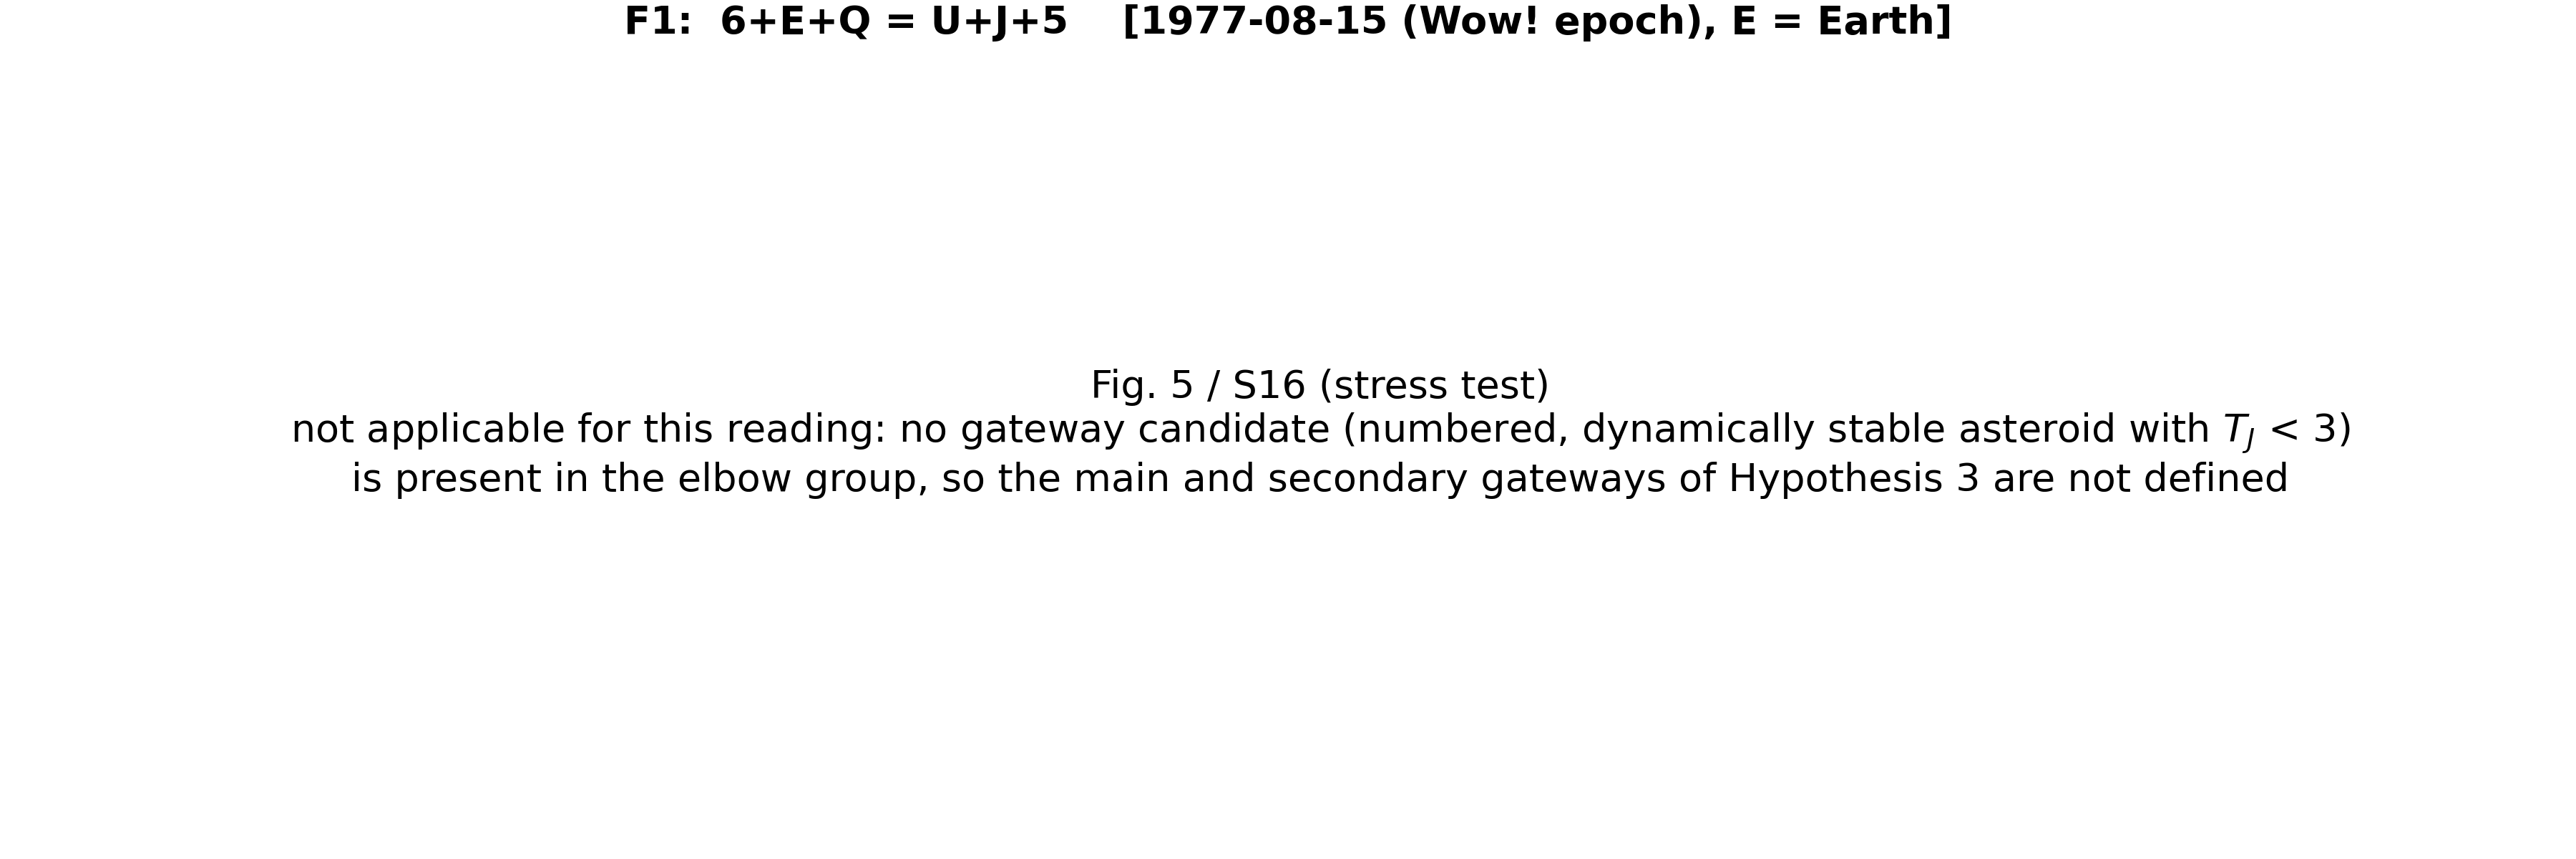 F1:  6+E+Q = U+J+5    [1977-08-15 (Wow! epoch), E = Earth]
Fig. 5 / S16 (stress test)
not applicable for this reading: no gateway candidate (numbered, dynamically stable asteroid with T_J < 3)
is present in the elbow group, so the main and secondary gateways of Hypothesis 3 are not defined